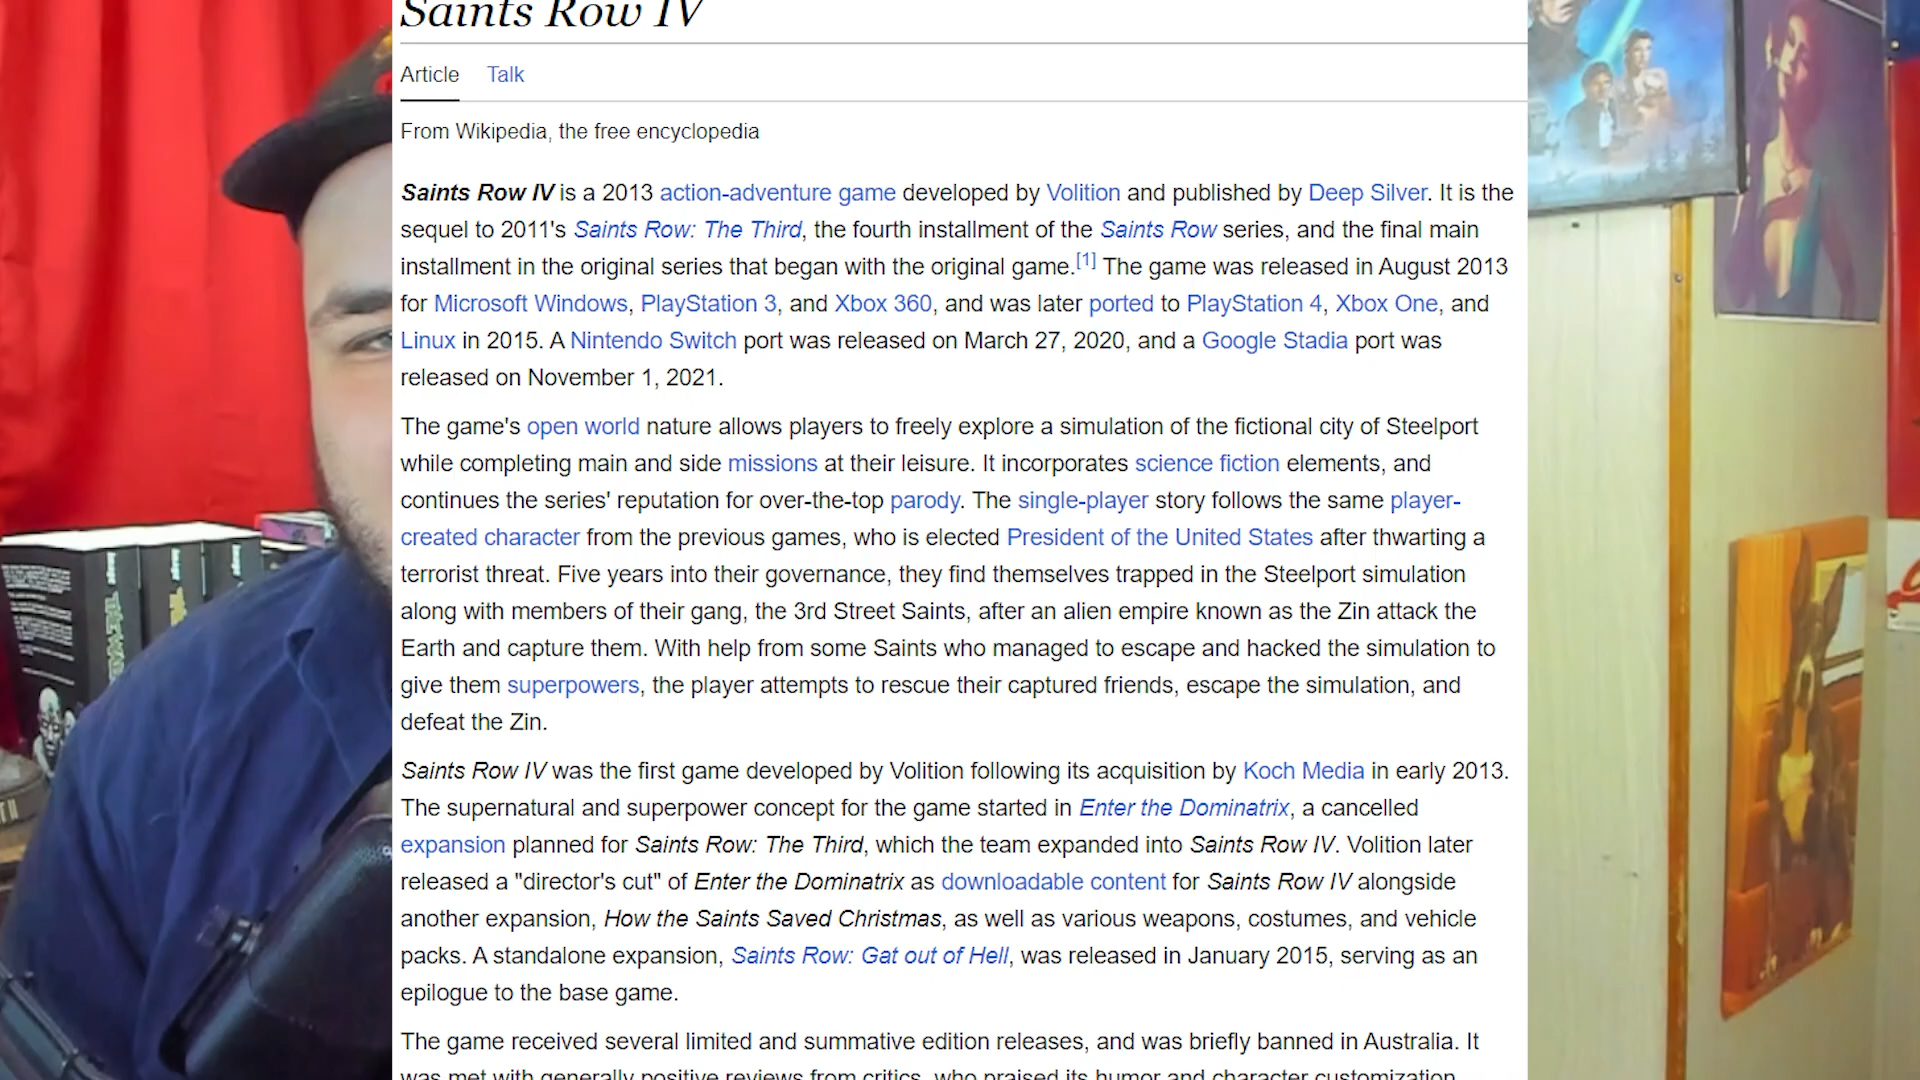 Saints Row IV
Article Talk
From Wikipedia, the free encyclopedia
Saints Row IV is a 2013 action-adventure game developed by Volition and published by Deep Silver. It is the
sequel to 2011's Saints Row: The Third, the fourth installment of the Saints Row series, and the final main
installment in the original series that began with the original game.[1] The game was released in August 2013
for Microsoft Windows, PlayStation 3, and Xbox 360, and was later ported to PlayStation 4, Xbox One, and
Linux in 2015. A Nintendo Switch port was released on March 27, 2020, and a Google Stadia port was
released on November 1, 2021.
The game's open world nature allows players to freely explore a simulation of the fictional city of Steelport
while completing main and side missions at their leisure. It incorporates science fiction elements, and
continues the series' reputation for over-the-top parody. The single-player story follows the same player-
created character from the previous games, who is elected President of the United States after thwarting a
terrorist threat. Five years into their governance, they find themselves trapped in the Steelport simulation
along with members of their gang, the 3rd Street Saints, after an alien empire known as the Zin attack the
Earth and capture them. With help from some Saints who managed to escape and hacked the simulation to
give them superpowers, the player attempts to rescue their captured friends, escape the simulation, and
defeat the Zin.
Saints Row IV was the first game developed by Volition following its acquisition by Koch Media in early 2013.
The supernatural and superpower concept for the game started in Enter the Dominatrix, a cancelled
expansion planned for Saints Row: The Third, which the team expanded into Saints Row IV. Volition later
released a "director's cut" of Enter the Dominatrix as downloadable content for Saints Row IV alongside
another expansion, How the Saints Saved Christmas, as well as various weapons, costumes, and vehicle
packs. A standalone expansion, Saints Row: Gat out of Hell, was released in January 2015, serving as an
epilogue to the base game.
The game received several limited and summative edition releases, and was briefly banned in Australia. It
was met with generally positive reviews from critics, who praised its humor and character customization